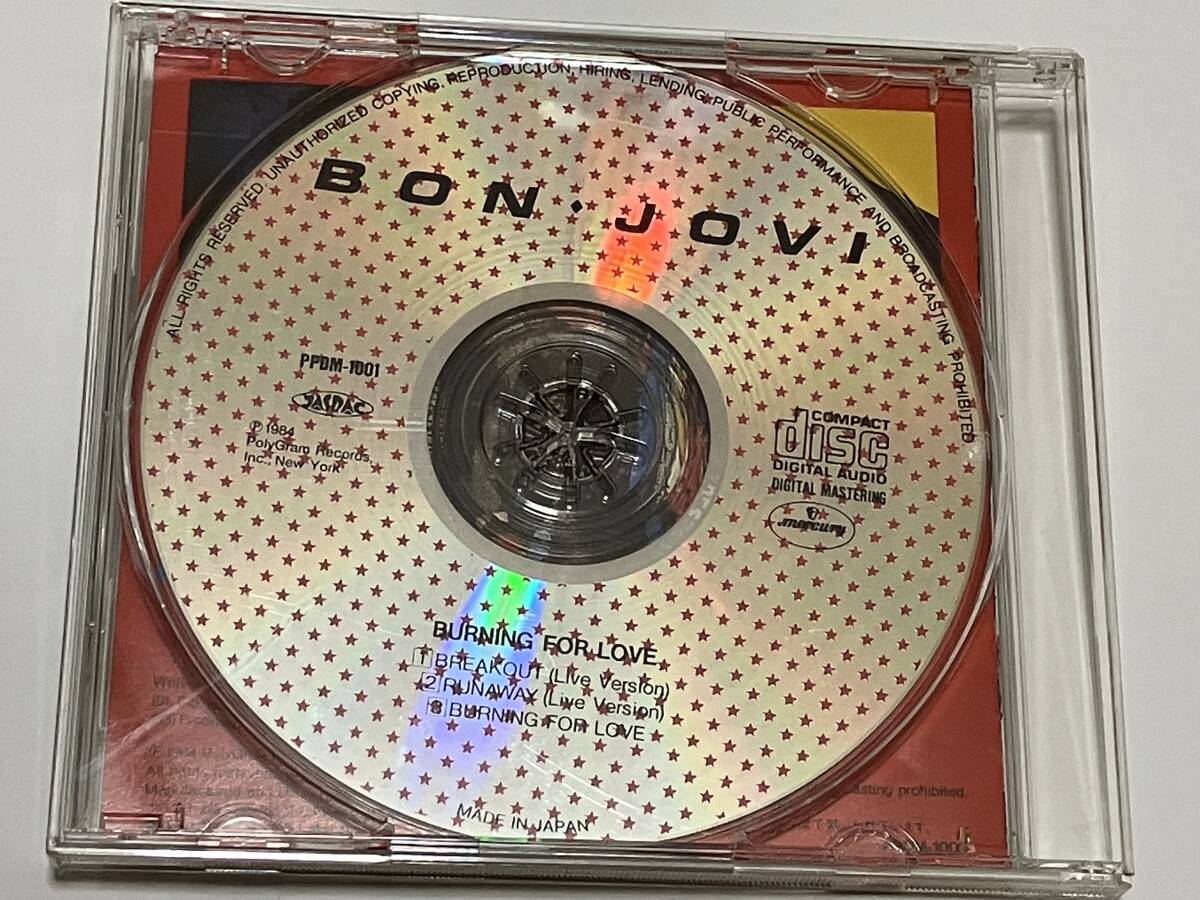 ALL RIGHTS RESERVED UNAUTHORIZED COPYING, REPRODUCTION, HIRING, LENDING, PUBLIC PERFORMANCE AND BROADCASTING PROHIBITED
BON·JOVI
PPDM-1001
JASRAC
℗1984
PolyGram Records,
Inc., New York
COMPACT
disc
DIGITAL AUDIO
DIGITAL MASTERING
mercury
BURNING FOR LOVE
1 BREAKOUT (Live Version)
2 RUNAWAY (Live Version)
3 BURNING FOR LOVE
MADE IN JAPAN
casting prohibited.